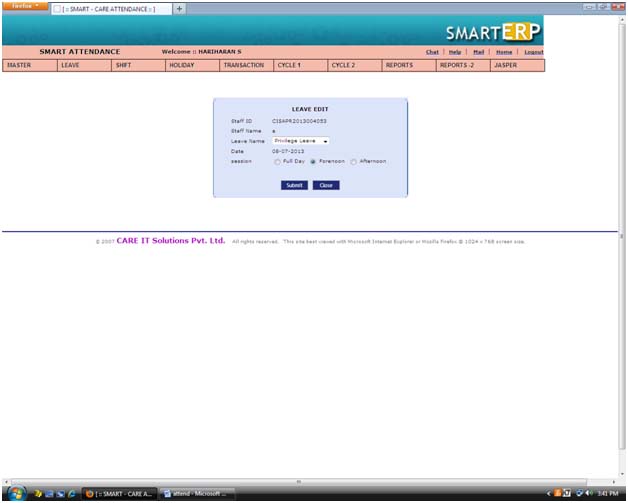 Firefox
[ :: SMART - CARE ATTENDANCE :: ]
SMARTERP
SMART ATTENDANCE
Welcome :: HARIHARAN S
Chat | Help | Mail | Home | Logout
MASTER LEAVE SHIFT HOLIDAY TRANSACTION CYCLE 1 CYCLE 2 REPORTS REPORTS -2 JASPER
LEAVE EDIT
Staff ID CISAPR2013004053
Staff Name a
Leave Name Privilege Leave
Date 08-07-2013
session Full Day Forenoon Afternoon
Submit Close
© 2007 CARE IT Solutions Pvt. Ltd. All rights reserved. This site best viewed with Microsoft Internet Explorer or Mozilla Firefox @ 1024 x 768 screen size.
[ :: SMART - CARE A... attend - Microsoft ... 3:41 PM